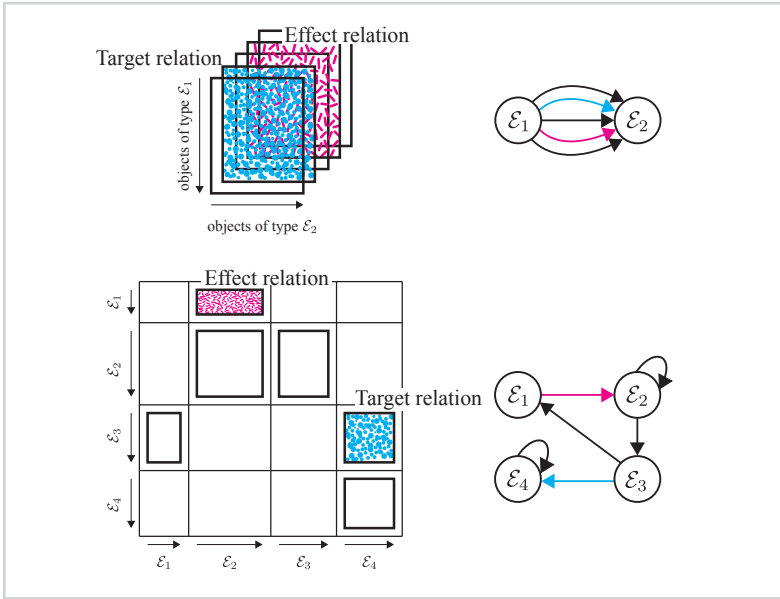 Effect relation
Target relation
objects of type ℰ₁
objects of type ℰ₂
ℰ₁
ℰ₂
Effect relation
Target relation
ℰ₁
ℰ₂
ℰ₃
ℰ₄
ℰ₁
ℰ₂
ℰ₃
ℰ₄
ℰ₁
ℰ₂
ℰ₄
ℰ₃